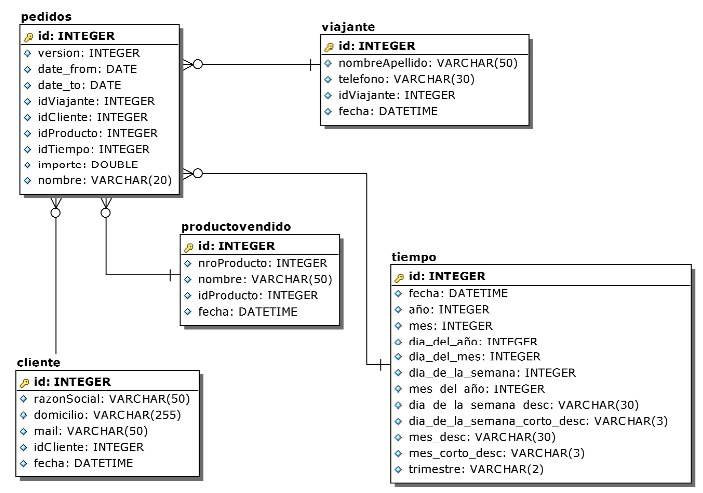 pedidos
id: INTEGER
version: INTEGER
date_from: DATE
date_to: DATE
idViajante: INTEGER
idCliente: INTEGER
idProducto: INTEGER
idTiempo: INTEGER
importe: DOUBLE
nombre: VARCHAR(20)
viajante
id: INTEGER
nombreApellido: VARCHAR(50)
telefono: VARCHAR(30)
idViajante: INTEGER
fecha: DATETIME
productovendido
id: INTEGER
nroProducto: INTEGER
nombre: VARCHAR(50)
idProducto: INTEGER
fecha: DATETIME
tiempo
id: INTEGER
fecha: DATETIME
año: INTEGER
mes: INTEGER
dia_del_año: INTEGER
dia_del_mes: INTEGER
dia_de_la_semana: INTEGER
mes_del_año: INTEGER
dia_de_la_semana_desc: VARCHAR(30)
dia_de_la_semana_corto_desc: VARCHAR(3)
mes_desc: VARCHAR(30)
mes_corto_desc: VARCHAR(3)
trimestre: VARCHAR(2)
cliente
id: INTEGER
razonSocial: VARCHAR(50)
domicilio: VARCHAR(255)
mail: VARCHAR(50)
idCliente: INTEGER
fecha: DATETIME